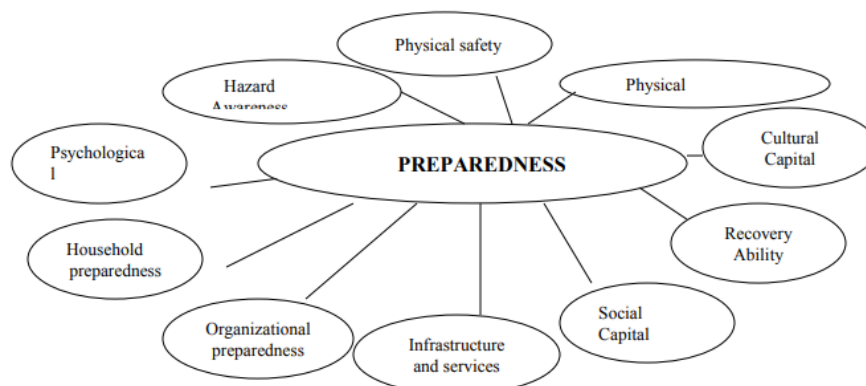 Physical safety
Hazard
Awareness
Physical
Cultural
Capital
Psychologica
l
PREPAREDNESS
Household
preparedness
Recovery
Ability
Organizational
preparedness
Infrastructure
and services
Social
Capital